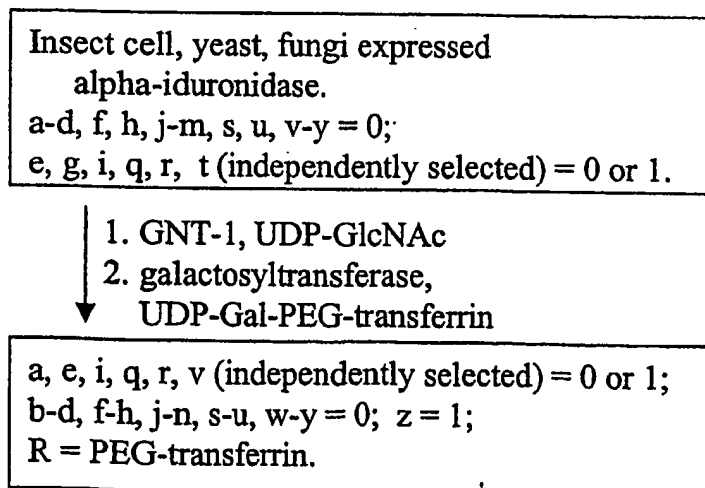 Insect cell, yeast, fungi expressed
alpha-iduronidase.
a-d, f, h, j-m, s, u, v-y = 0;
e, g, i, q, r, t (independently selected) = 0 or 1.
1. GNT-1, UDP-GlcNAc
2. galactosyltransferase,
UDP-Gal-PEG-transferrin
a, e, i, q, r, v (independently selected) = 0 or 1;
b-d, f-h, j-n, s-u, w-y = 0; z = 1;
R = PEG-transferrin.